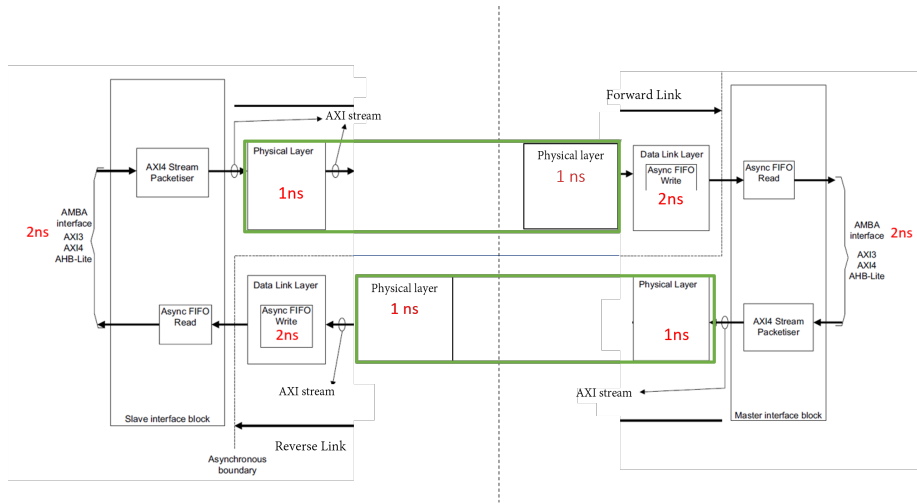 Forward Link
AXI stream
Physical Layer
1ns
Physical layer
1 ns
Data Link Layer
Async FIFO
Write
2ns
AXI4 Stream
Packetiser
Async FIFO
Read
2ns
AMBA
interface
AXI3
AXI4
AHB-Lite
AMBA
interface
AXI3
AXI4
AHB-Lite
2ns
Async FIFO
Read
Data Link Layer
Async FIFO
Write
2ns
Physical layer
1 ns
Physical Layer
1ns
AXI4 Stream
Packetiser
AXI stream
AXI stream
Slave interface block
Master interface block
Reverse Link
Asynchronous
boundary